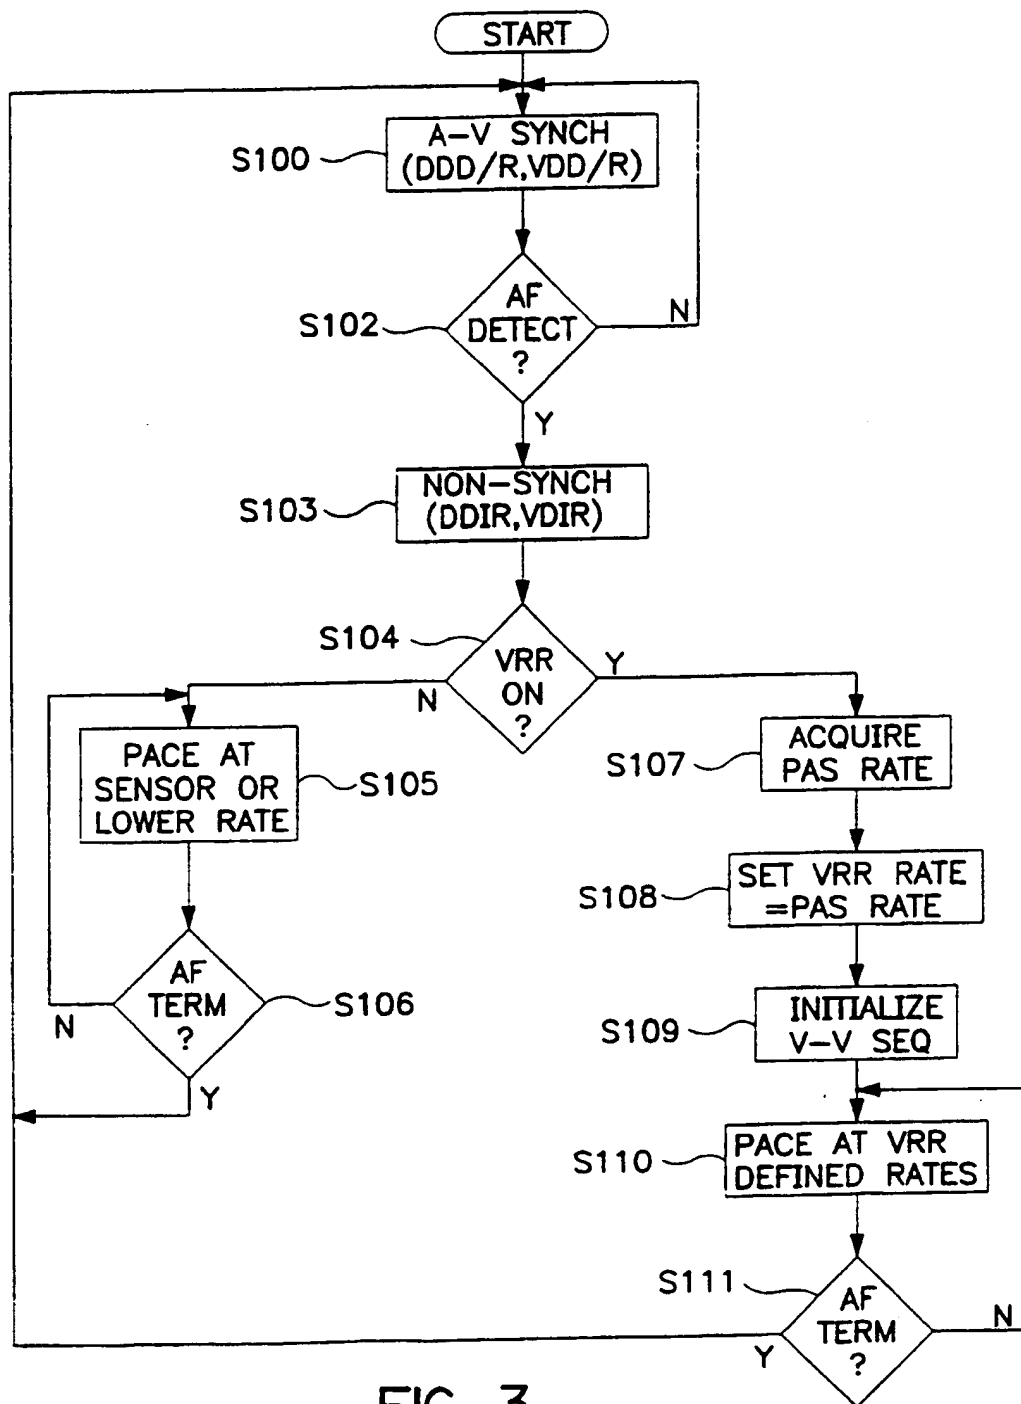 START
S100
A-V SYNCH
(DDD/R,VDD/R)
S102
AF
DETECT
?
N
Y
S103
NON-SYNCH
(DDIR,VDIR)
S104
VRR
ON
?
N
Y
PACE AT
SENSOR OR
LOWER RATE
S105
AF
TERM
?
S106
N
Y
S107
ACQUIRE
PAS RATE
S108
SET VRR RATE
=PAS RATE
S109
INITIALIZE
V-V SEQ
S110
PACE AT VRR
DEFINED RATES
S111
AF
TERM
?
N
Y
FIG. 3